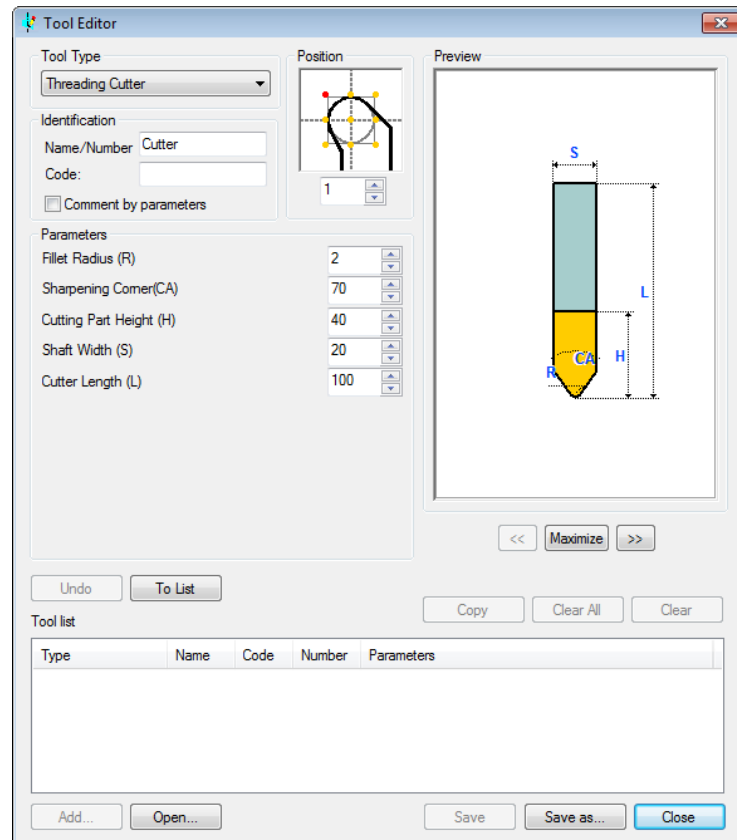 Tool Editor
Tool Type
Threading Cutter
Identification
Name/Number Cutter
Code:
Comment by parameters
Position
1
Parameters
Fillet Radius (R) 2
Sharpening Corner(CA) 70
Cutting Part Height (H) 40
Shaft Width (S) 20
Cutter Length (L) 100
Preview
S
L
H
CA
R
<< Maximize >>
Undo To List
Copy Clear All Clear
Tool list
Type Name Code Number Parameters
Add... Open... Save Save as... Close